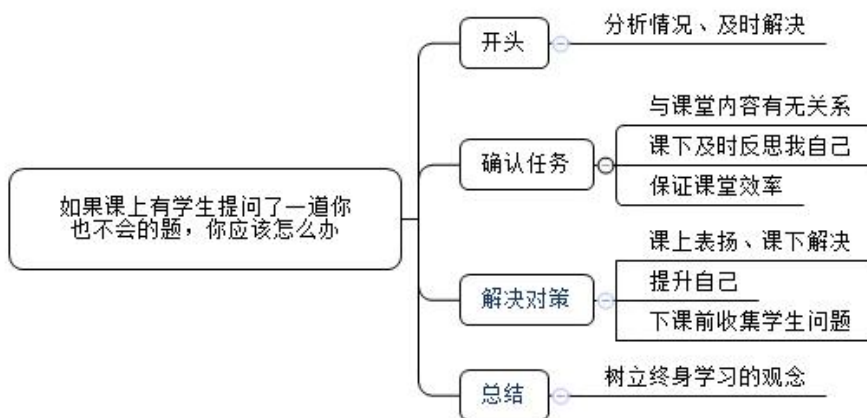 如果课上有学生提问了一道你
也不会的题，你应该怎么办
开头
分析情况、及时解决
确认任务
与课堂内容有无关系
课下及时反思我自己
保证课堂效率
解决对策
课上表扬、课下解决
提升自己
下课前收集学生问题
总结
树立终身学习的观念